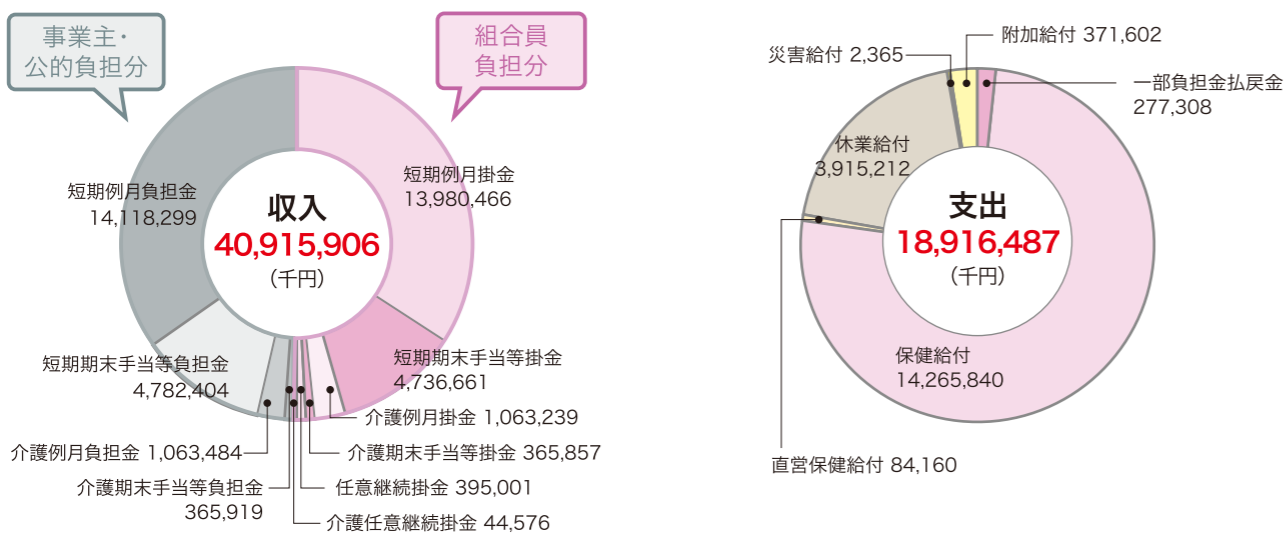 事業主・
公的負担分
組合員
負担分
短期例月掛金
13,980,466
短期期末手当等掛金
4,736,661
介護例月掛金 1,063,239
介護期末手当等掛金 365,857
任意継続掛金 395,001
介護任意継続掛金 44,576
介護期末手当等負担金
365,919
介護例月負担金 1,063,484
短期期末手当等負担金
4,782,404
短期例月負担金
14,118,299
収入
40,915,906
（千円）
災害給付 2,365
附加給付 371,602
一部負担金払戻金
277,308
休業給付
3,915,212
保健給付
14,265,840
直営保健給付 84,160
支出
18,916,487
（千円）